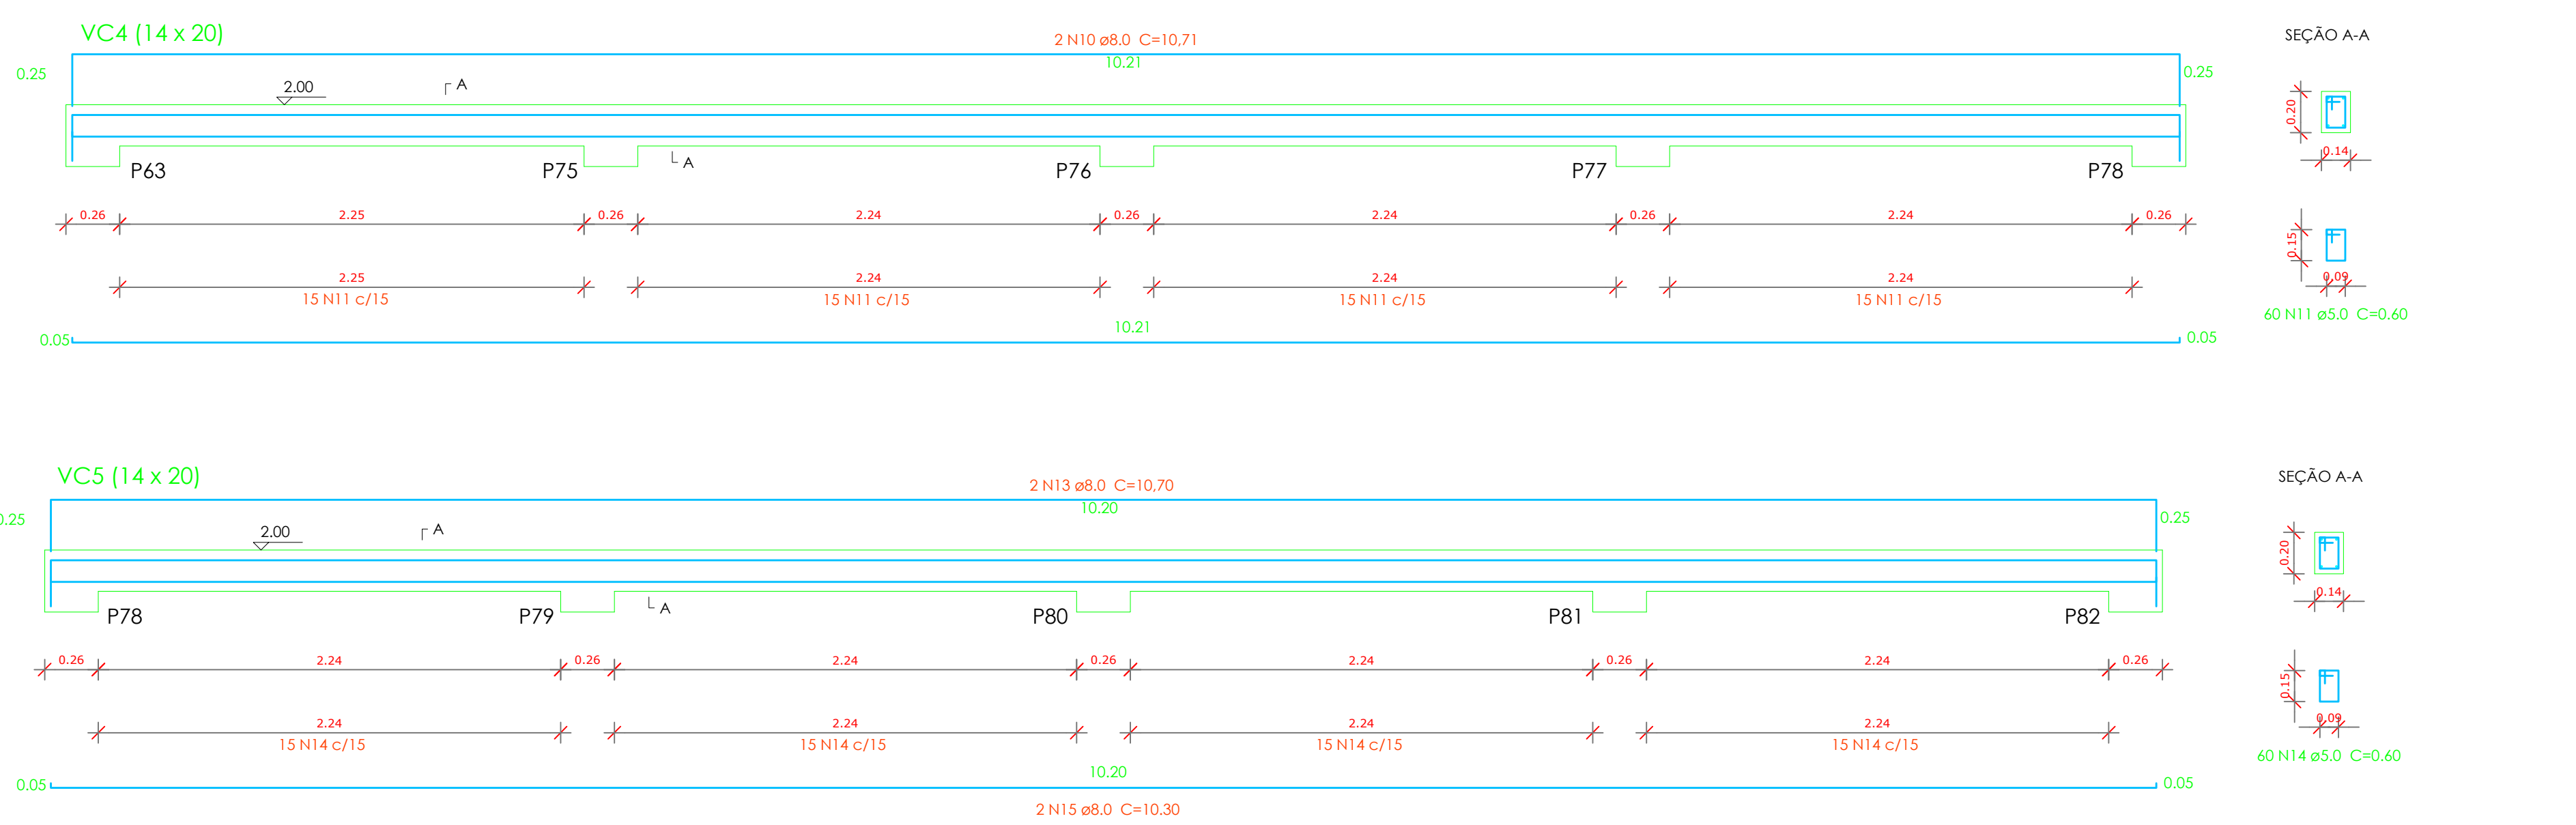 VC4 (14 x 20)
2 N10 ø8.0 C=10,71
SEÇÃO A-A
10.21
0.25
0.25
2.00
A
0.20
P63
P75
A
P76
P77
P78
0.14
0.26
2.25
0.26
2.24
0.26
2.24
0.26
2.24
0.26
0.15
2.25
2.24
2.24
2.24
0.09
15 N11 c/15
15 N11 c/15
15 N11 c/15
15 N11 c/15
60 N11 ø5.0 C=0.60
10.21
0.05
0.05
VC5 (14 x 20)
2 N13 ø8.0 C=10,70
SEÇÃO A-A
10.20
0.25
0.25
2.00
A
0.20
P78
P79
A
P80
P81
P82
0.14
0.26
2.24
0.26
2.24
0.26
2.24
0.26
2.24
0.26
0.15
2.24
2.24
2.24
2.24
0.09
15 N14 c/15
15 N14 c/15
15 N14 c/15
15 N14 c/15
60 N14 ø5.0 C=0.60
10.20
0.05
0.05
2 N15 ø8.0 C=10.30